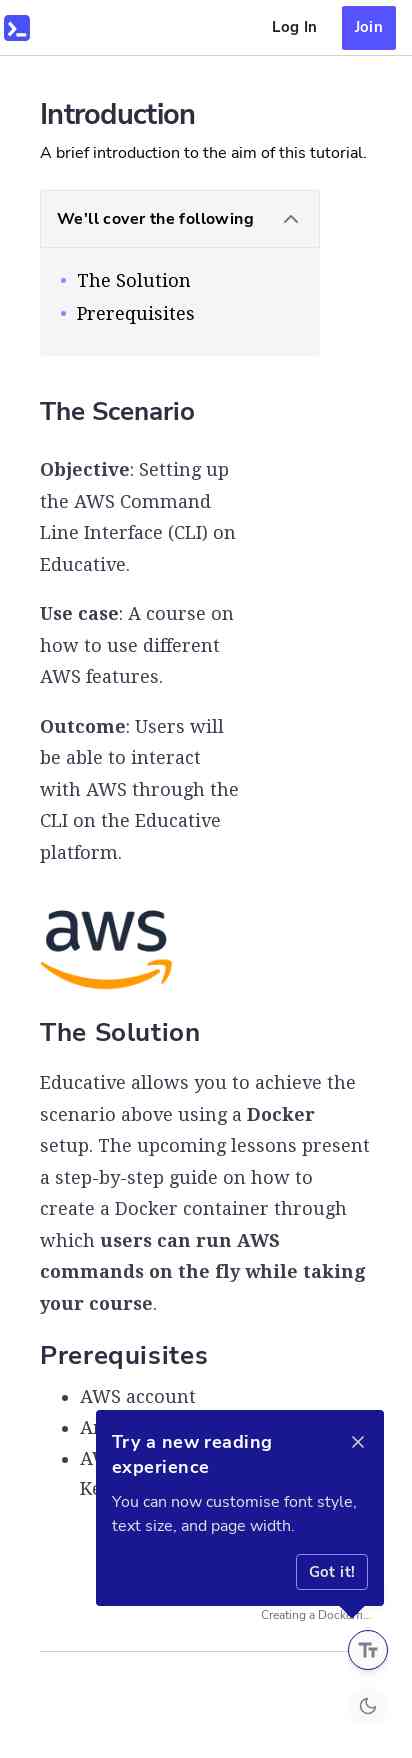 Log In
Join
Introduction
A brief introduction to the aim of this tutorial.
We'll cover the following
The Solution
Prerequisites
The Scenario
Objective: Setting up
the AWS Command
Line Interface (CLI) on
Educative.
Use case: A course on
how to use different
AWS features.
Outcome: Users will
be able to interact
with AWS through the
CLI on the Educative
platform.
aws
The Solution
Educative allows you to achieve the
scenario above using a Docker
setup. The upcoming lessons present
a step-by-step guide on how to
create a Docker container through
which users can run AWS
commands on the fly while taking
your course.
Prerequisites
AWS account
Try a new reading
experience
You can now customise font style,
text size, and page width.
Got it!
Creating a Docker
Tт